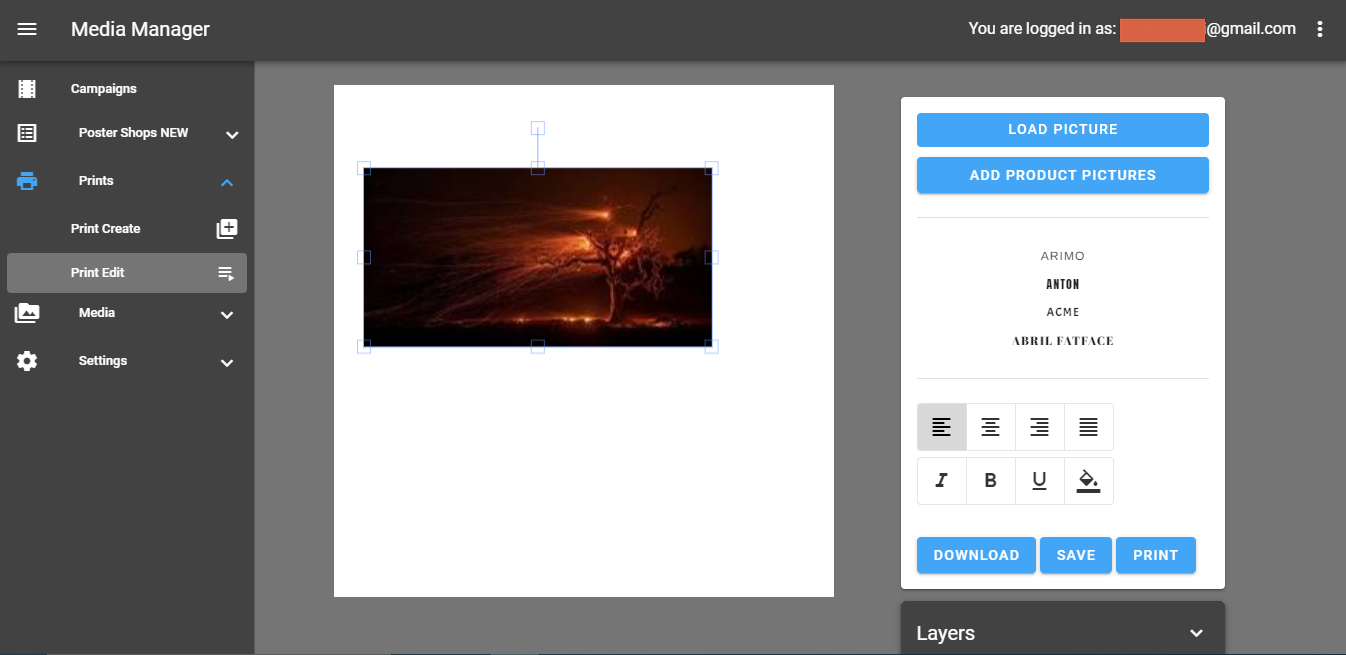 Media Manager
You are logged in as: @gmail.com
Campaigns
Poster Shops NEW
Prints
Print Create
Print Edit
Media
Settings
LOAD PICTURE
ADD PRODUCT PICTURES
ARIMO
ANTON
ACME
ABRIL FATFACE
I B U
DOWNLOAD SAVE PRINT
Layers